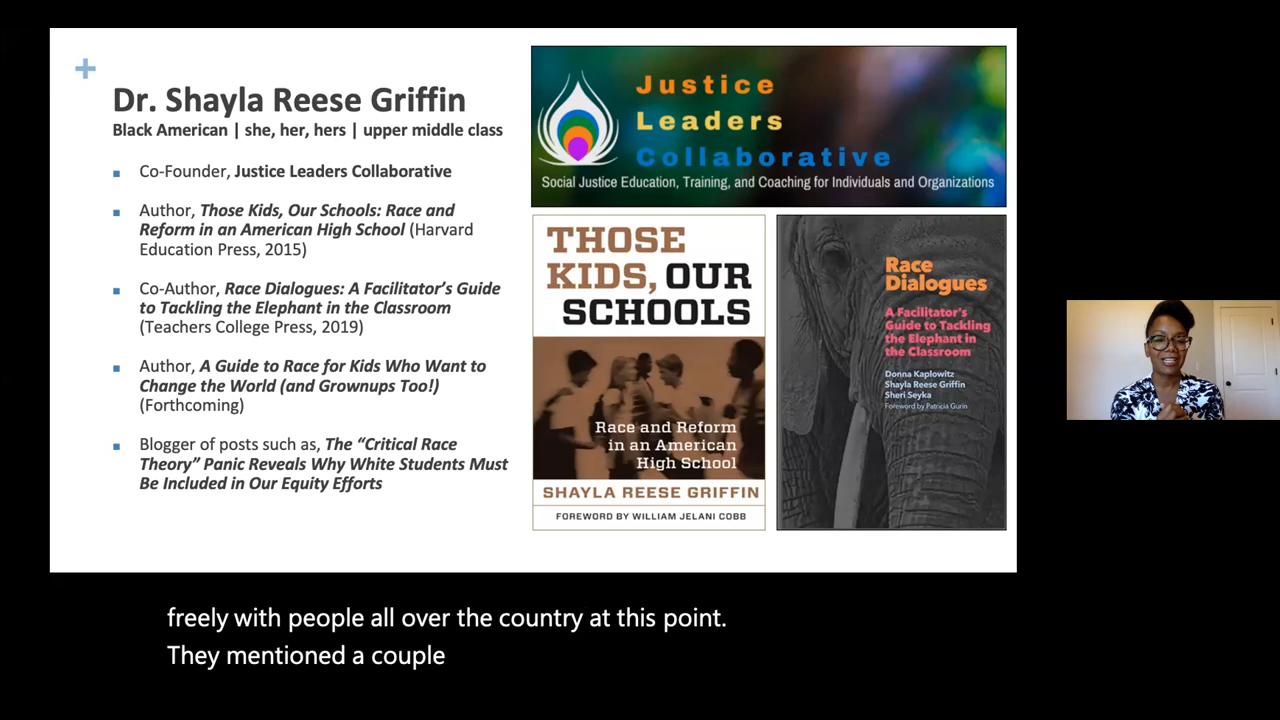 Dr. Shayla Reese Griffin
Black American | she, her, hers | upper middle class
Co-Founder, Justice Leaders Collaborative
Author, Those Kids, Our Schools: Race and
Reform in an American High School (Harvard
Education Press, 2015)
Co-Author, Race Dialogues: A Facilitator’s Guide
to Tackling the Elephant in the Classroom
(Teachers College Press, 2019)
Author, A Guide to Race for Kids Who Want to
Change the World (and Grownups Too!)
(Forthcoming)
Blogger of posts such as, The “Critical Race
Theory” Panic Reveals Why White Students Must
Be Included in Our Equity Efforts
Justice
Leaders
Collaborative
Social Justice Education, Training, and Coaching for Individuals and Organizations
THOSE
KIDS, OUR
SCHOOLS
Race and Reform
in an American
High School
SHAYLA REESE GRIFFIN
FOREWORD BY WILLIAM JELANI COBB
Race
Dialogues
A Facilitator's
Guide to Tackling
the Elephant in
the Classroom
Donna Kaplowitz
Shayla Reese Griffin
Sheri Seyka
Foreword by Patricia Gurin
freely with people all over the country at this point.
They mentioned a couple